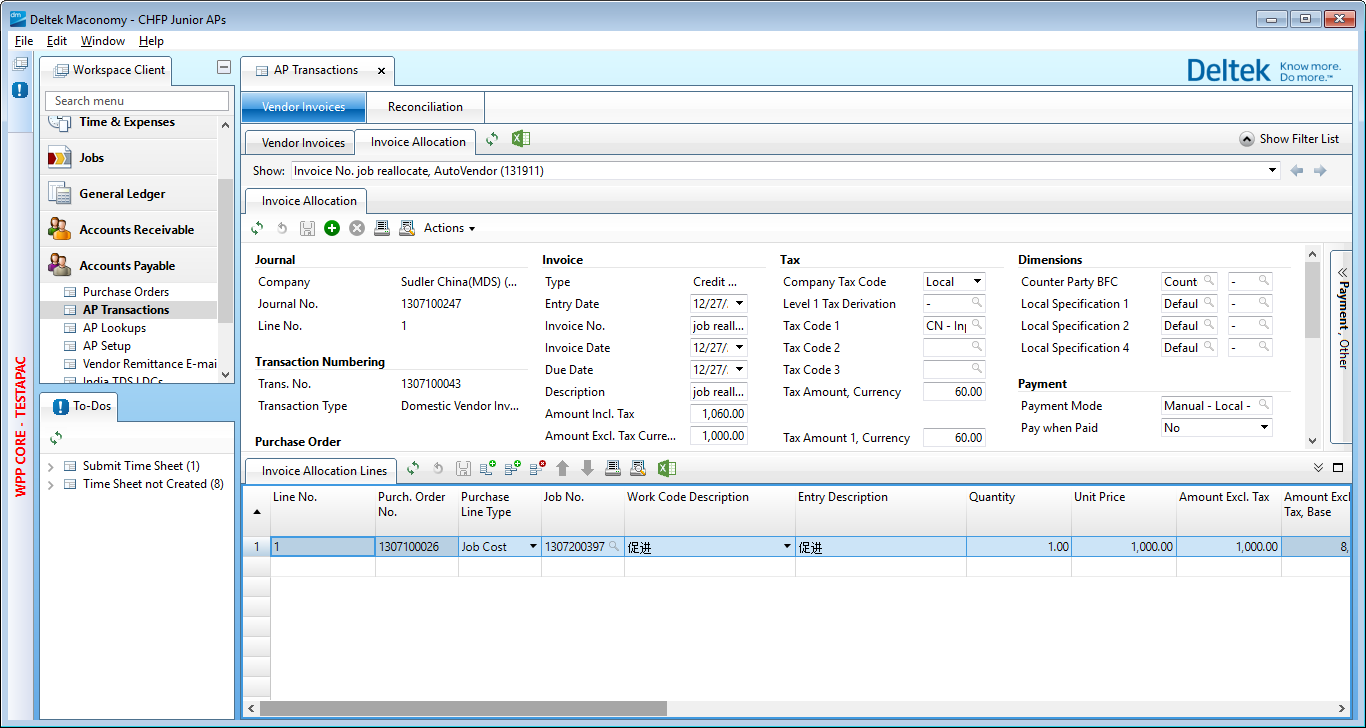 Deltek Maconomy - CHFP Junior APs
File Edit Window Help
Workspace Client
AP Transactions
Deltek Know more. Do more.™
Search menu
Vendor Invoices Reconciliation
Time & Expenses
Jobs
General Ledger
Accounts Receivable
Accounts Payable
Purchase Orders
AP Transactions
AP Lookups
AP Setup
Vendor Remittance E-mai
India TDS LDCs
WPP CORE - TESTAPAC
To-Dos
Submit Time Sheet (1)
Time Sheet not Created (8)
Vendor Invoices Invoice Allocation Show Filter List
Show: Invoice No. job reallocate, AutoVendor (131911)
Invoice Allocation
Actions
Journal
Company Sudler China(MDS) (...
Journal No. 1307100247
Line No. 1
Transaction Numbering
Trans. No. 1307100043
Transaction Type Domestic Vendor Inv...
Purchase Order
Invoice
Type Credit ...
Entry Date 12/27/.
Invoice No. job reall...
Invoice Date 12/27/.
Due Date 12/27/.
Description job reall...
Amount Incl. Tax 1,060.00
Amount Excl. Tax Curre... 1,000.00
Tax
Company Tax Code Local
Level 1 Tax Derivation -
Tax Code 1 CN - Inp
Tax Code 2
Tax Code 3
Tax Amount, Currency 60.00
Tax Amount 1, Currency 60.00
Dimensions
Counter Party BFC Count -
Local Specification 1 Defaul -
Local Specification 2 Defaul -
Local Specification 4 Defaul -
Payment
Payment Mode Manual - Local -
Pay when Paid No
Payment, Other
Invoice Allocation Lines
Line No. Purch. Order No. Purchase Line Type Job No. Work Code Description Entry Description Quantity Unit Price Amount Excl. Tax Amount Excl Tax, Base
1 1 1307100026 Job Cost 1307200397 促进 促进 1.00 1,000.00 1,000.00 8,